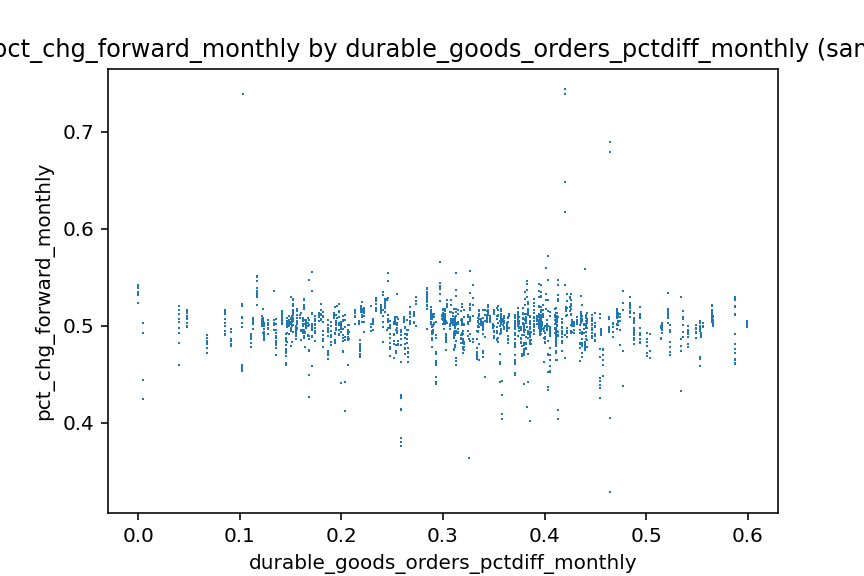 pct_chg_forward_monthly by durable_goods_orders_pctdiff_monthly (sam
0.7
0.6
0.5
0.4
pct_chg_forward_monthly
0.0 0.1 0.2 0.3 0.4 0.5 0.6
durable_goods_orders_pctdiff_monthly